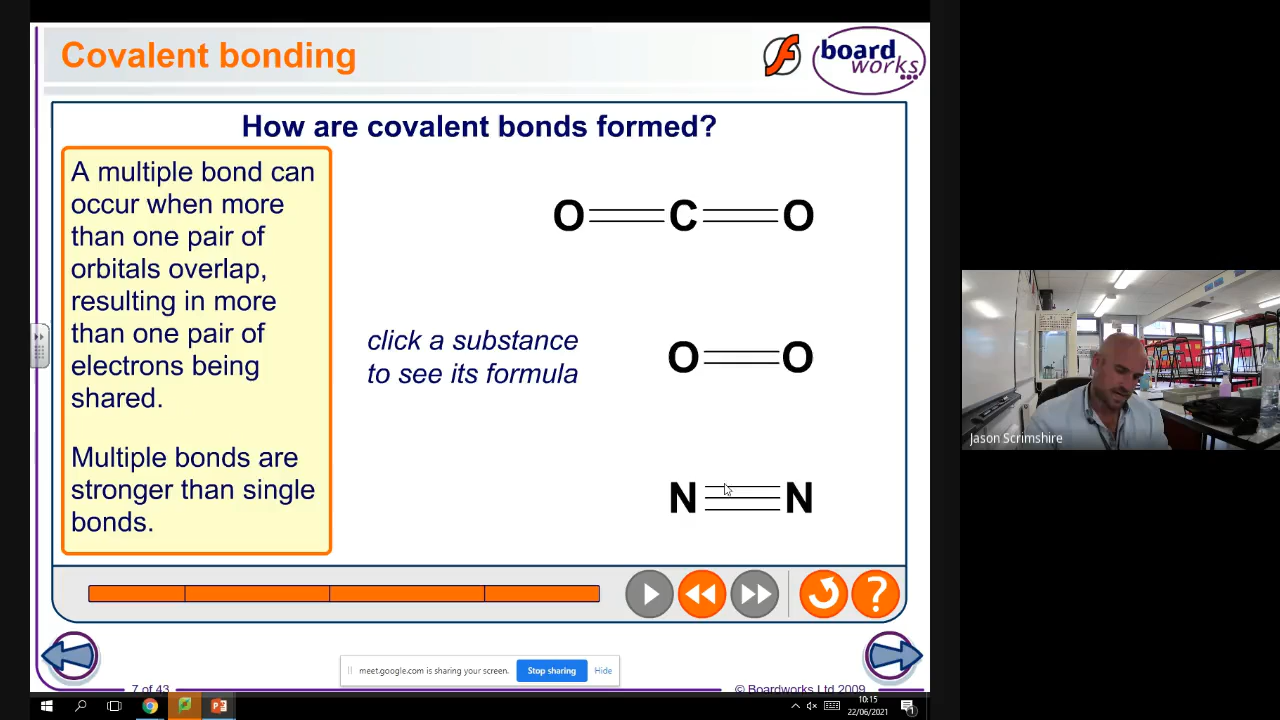 Covalent bonding
board
works
How are covalent bonds formed?
A multiple bond can
occur when more
than one pair of
orbitals overlap,
resulting in more
than one pair of
electrons being
shared.
Multiple bonds are
stronger than single
bonds.
O C O
click a substance
to see its formula
O O
N N
?
Jason Scrimshire
meet.google.com is sharing your screen.
Stop sharing
Hide
7 of 43
© Boardworks Ltd 2009
10:15
22/06/2021
1